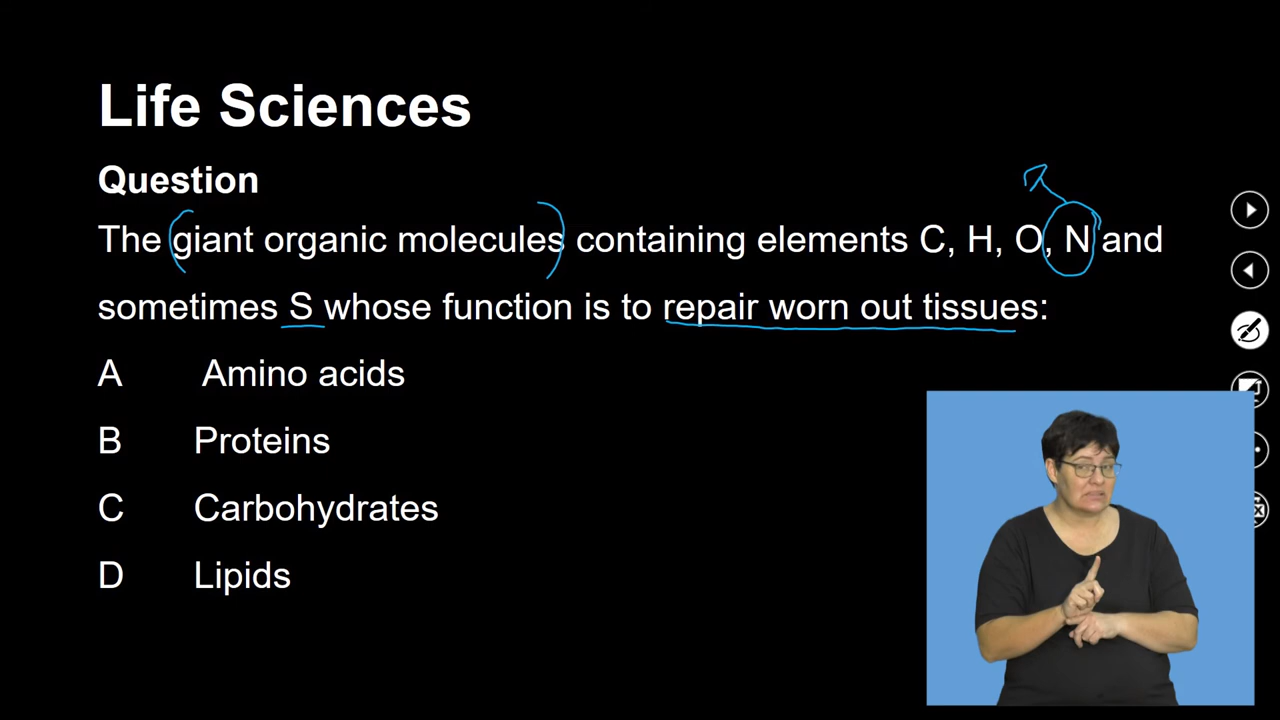 Life Sciences
Question
The giant organic molecules containing elements C, H, O, N and
sometimes S whose function is to repair worn out tissues:
A Amino acids
B Proteins
C Carbohydrates
D Lipids